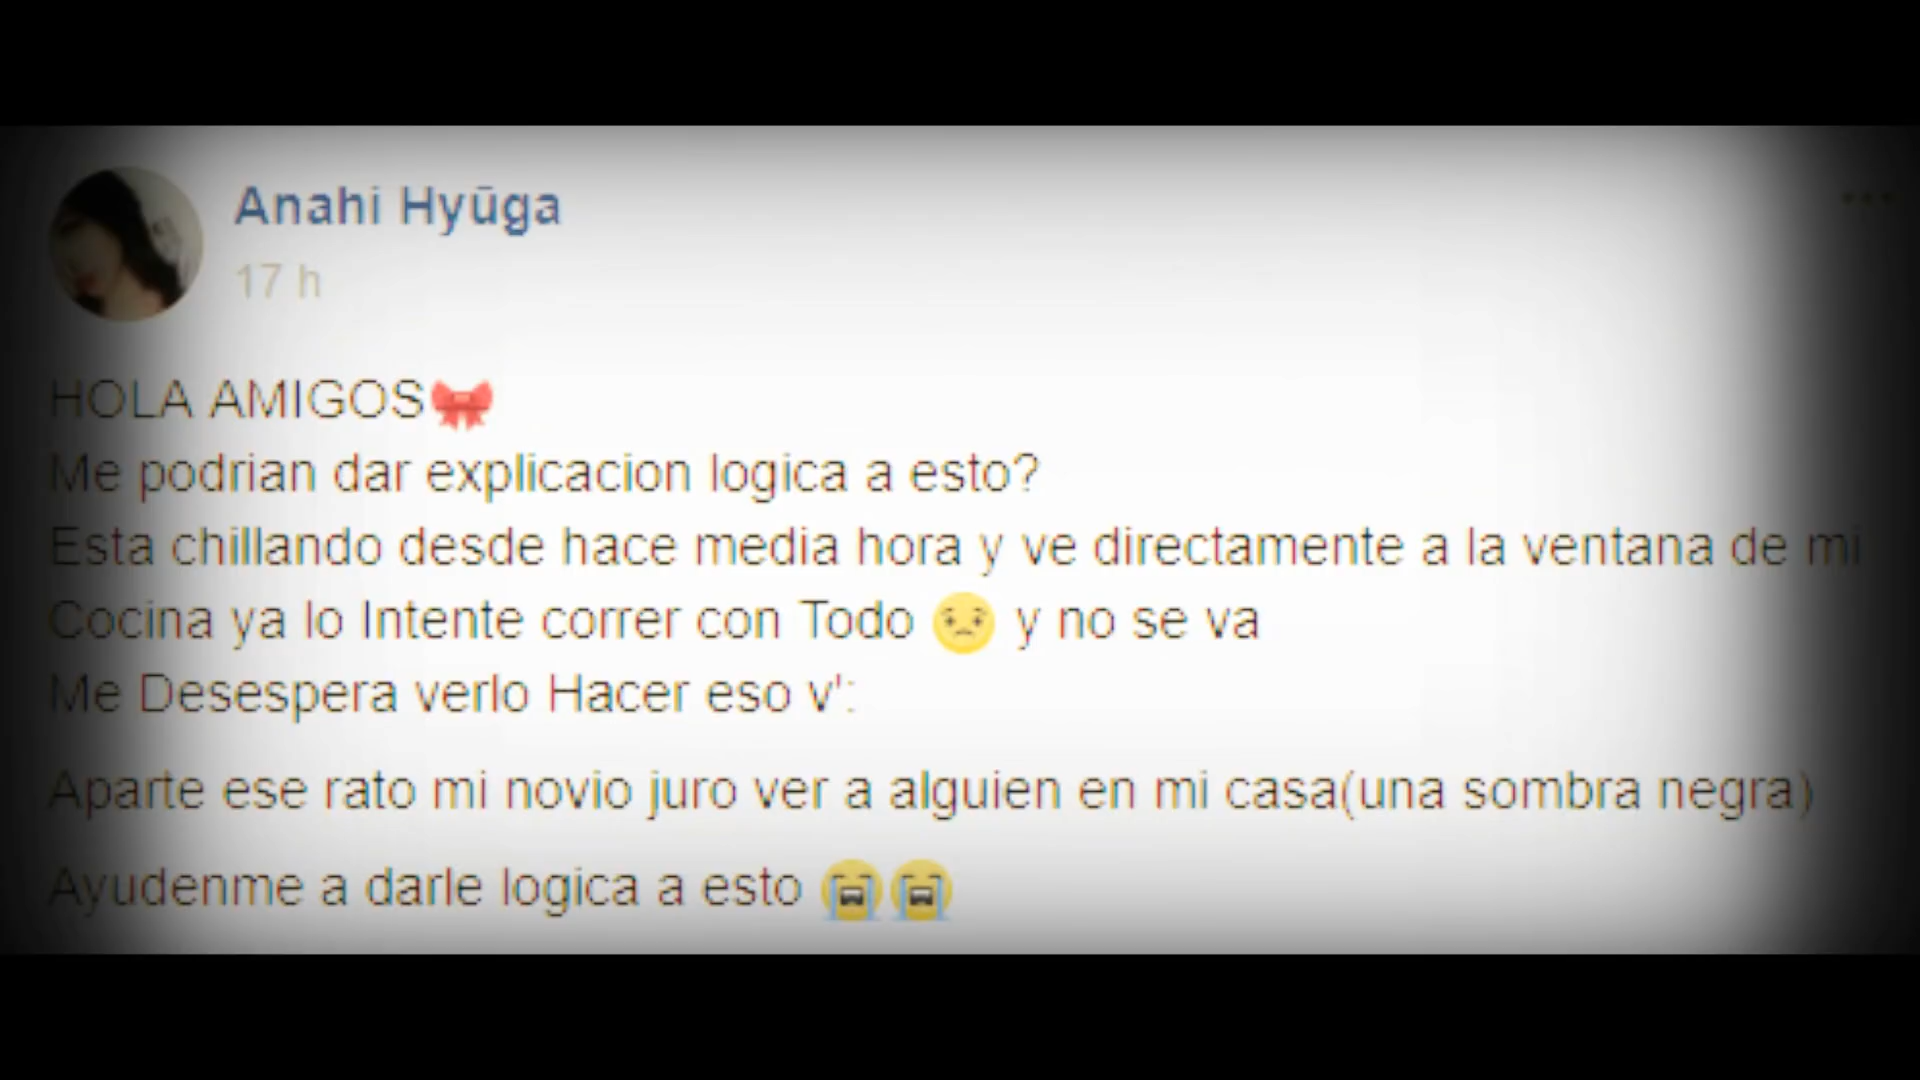 Anahi Hyūga
17 h
HOLA AMIGOS🎀
Me podrian dar explicacion logica a esto?
Esta chillando desde hace media hora y ve directamente a la ventana de mi
Cocina ya lo Intente correr con Todo 😟 y no se va
Me Desespera verlo Hacer eso v':
Aparte ese rato mi novio juro ver a alguien en mi casa(una sombra negra)
Ayudenme a darle logica a esto 😭😭